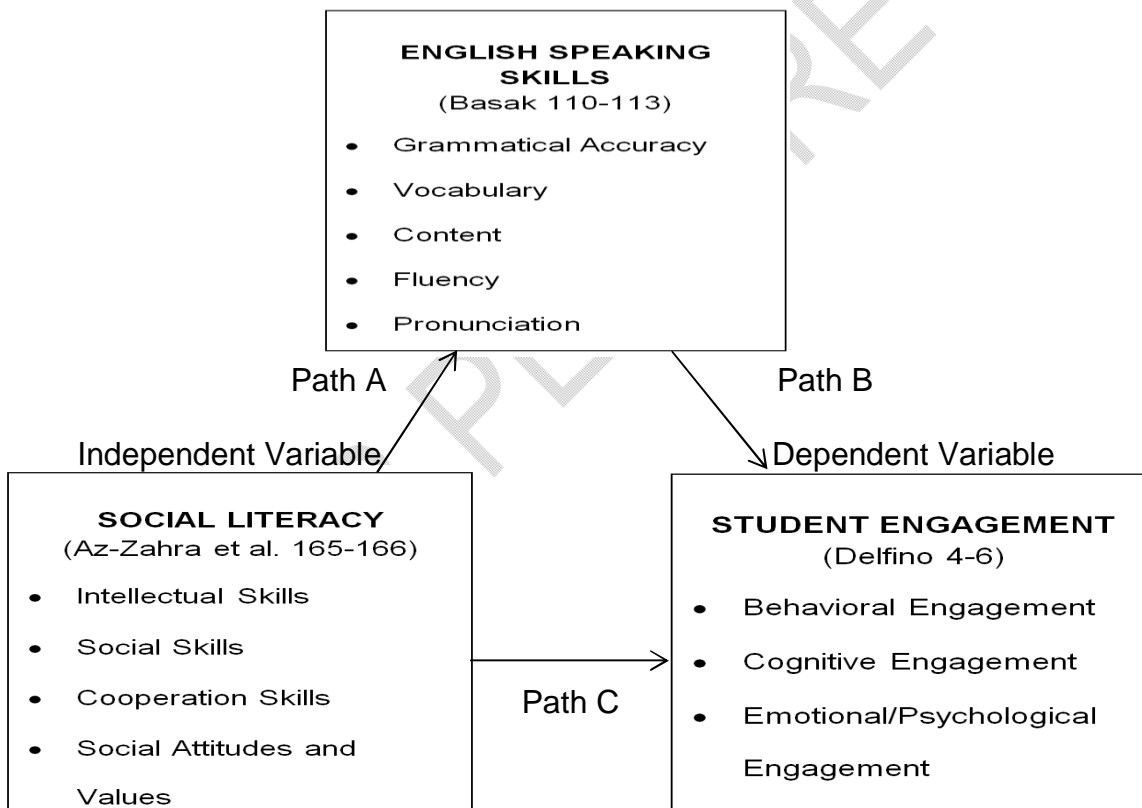 ENGLISH SPEAKING
SKILLS
(Basak 110-113)
• Grammatical Accuracy
• Vocabulary
• Content
• Fluency
• Pronunciation
Path A
Path B
Independent Variable
Dependent Variable
SOCIAL LITERACY
(Az-Zahra et al. 165-166)
• Intellectual Skills
• Social Skills
• Cooperation Skills
• Social Attitudes and
Values
Path C
STUDENT ENGAGEMENT
(Delfino 4-6)
• Behavioral Engagement
• Cognitive Engagement
• Emotional/Psychological
Engagement